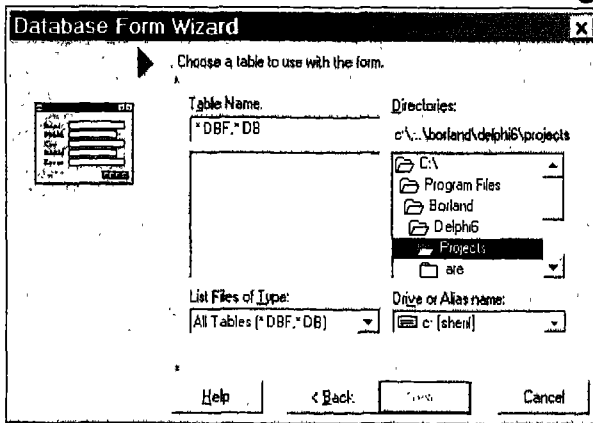 Database Form Wizard
Choose a table to use with the form.
Table Name.
*.DBF,*.DB
Directories:
c:\...\borland\delphi6\projects
C:\
Program Files
Borland
Delphi6
Projects
are
List Files of Type:
All Tables (*.DBF,*.DB)
Drive or Alias name:
Help
< Back
Cancel